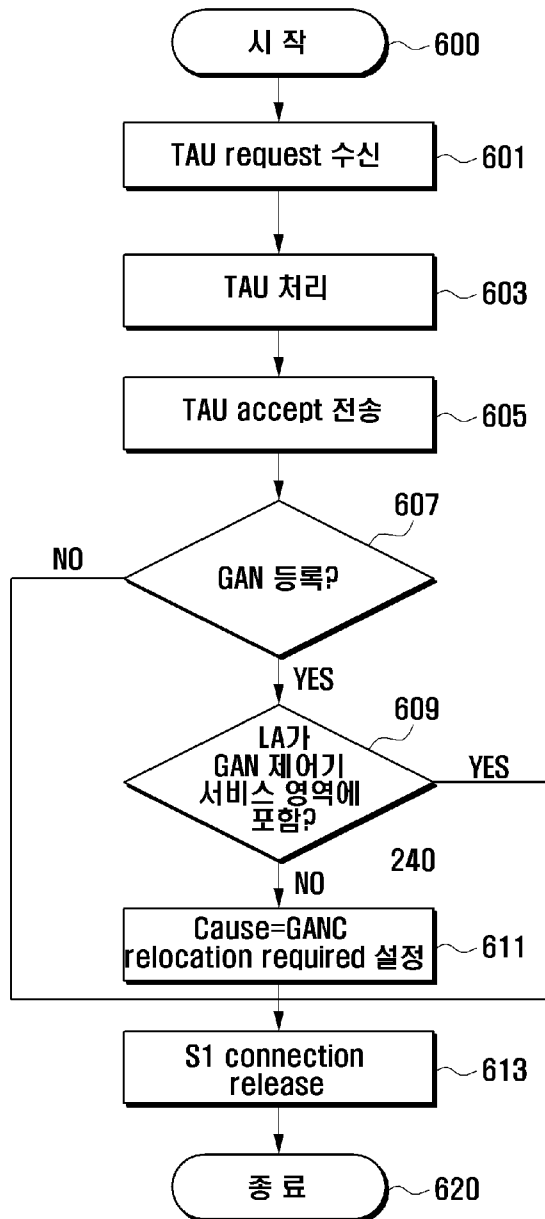 시 작
600
TAU request 수신
601
TAU 처리
603
TAU accept 전송
605
607
NO
GAN 등록?
YES
609
LA가
GAN 제어기
서비스 영역에
포함?
YES
240
NO
Cause=GANC
relocation required 설정
611
S1 connection
release
613
종 료
620